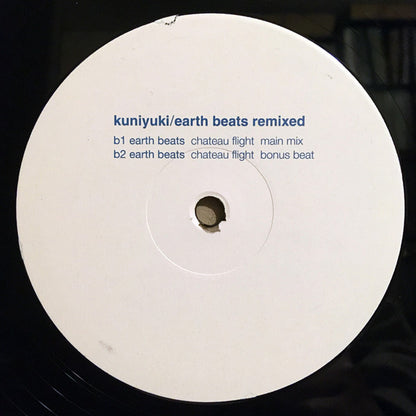 kuniyuki/earth beats remixed
b1 earth beats chateau flight main mix
b2 earth beats chateau flight bonus beat